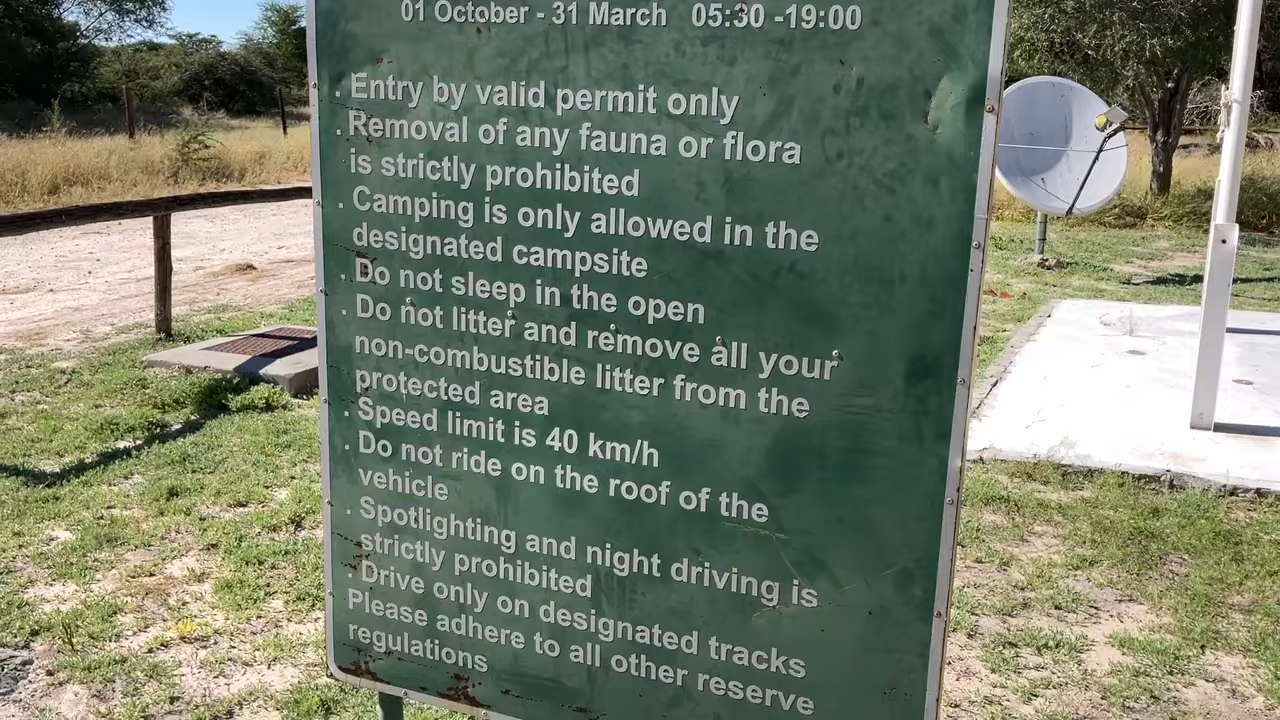 01 October - 31 March 05:30 -19:00
. Entry by valid permit only
. Removal of any fauna or flora
is strictly prohibited
. Camping is only allowed in the
designated campsite
. Do not sleep in the open
. Do not litter and remove all your
non-combustible litter from the
protected area
. Speed limit is 40 km/h
. Do not ride on the roof of the
vehicle
. Spotlighting and night driving is
strictly prohibited
. Drive only on designated tracks
Please adhere to all other reserve
regulations